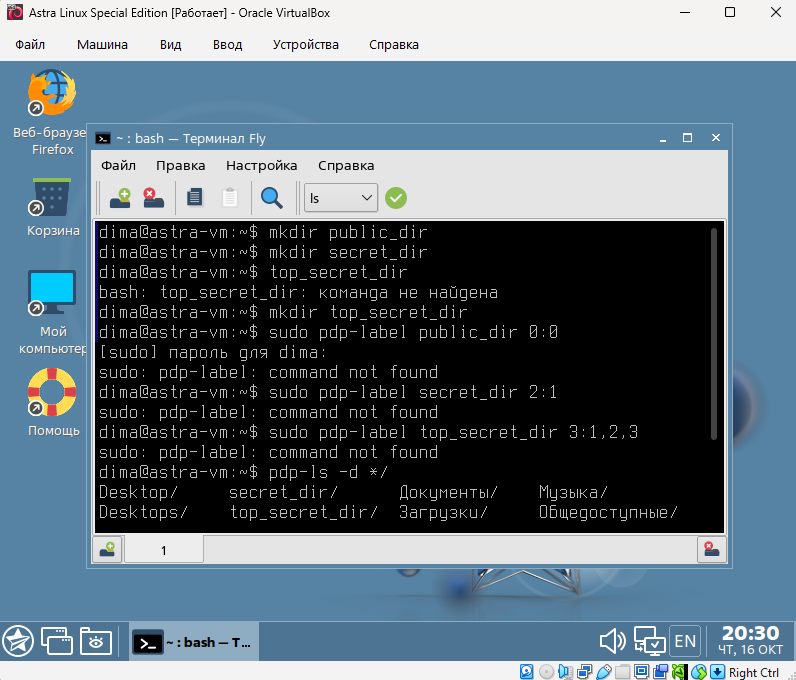 Astra Linux Special Edition [Работает] - Oracle VirtualBox
Файл Машина Вид Ввод Устройства Справка
Веб-браузе
Firefox
Корзина
Мой
компьютер
Помощь
~ : bash — Терминал Fly
Файл Правка Настройка Справка
ls
dima@astra-vm:~$ mkdir public_dir
dima@astra-vm:~$ mkdir secret_dir
dima@astra-vm:~$ top_secret_dir
bash: top_secret_dir: команда не найдена
dima@astra-vm:~$ mkdir top_secret_dir
dima@astra-vm:~$ sudo pdp-label public_dir 0:0
[sudo] пароль для dima:
sudo: pdp-label: command not found
dima@astra-vm:~$ sudo pdp-label secret_dir 2:1
sudo: pdp-label: command not found
dima@astra-vm:~$ sudo pdp-label top_secret_dir 3:1,2,3
sudo: pdp-label: command not found
dima@astra-vm:~$ pdp-ls -d */
Desktop/ secret_dir/ Документы/ Музыка/
Desktops/ top_secret_dir/ Загрузки/ Общедоступные/
1
~ : bash — Т...
EN
20:30
ЧТ, 16 ОКТ
Right Ctrl